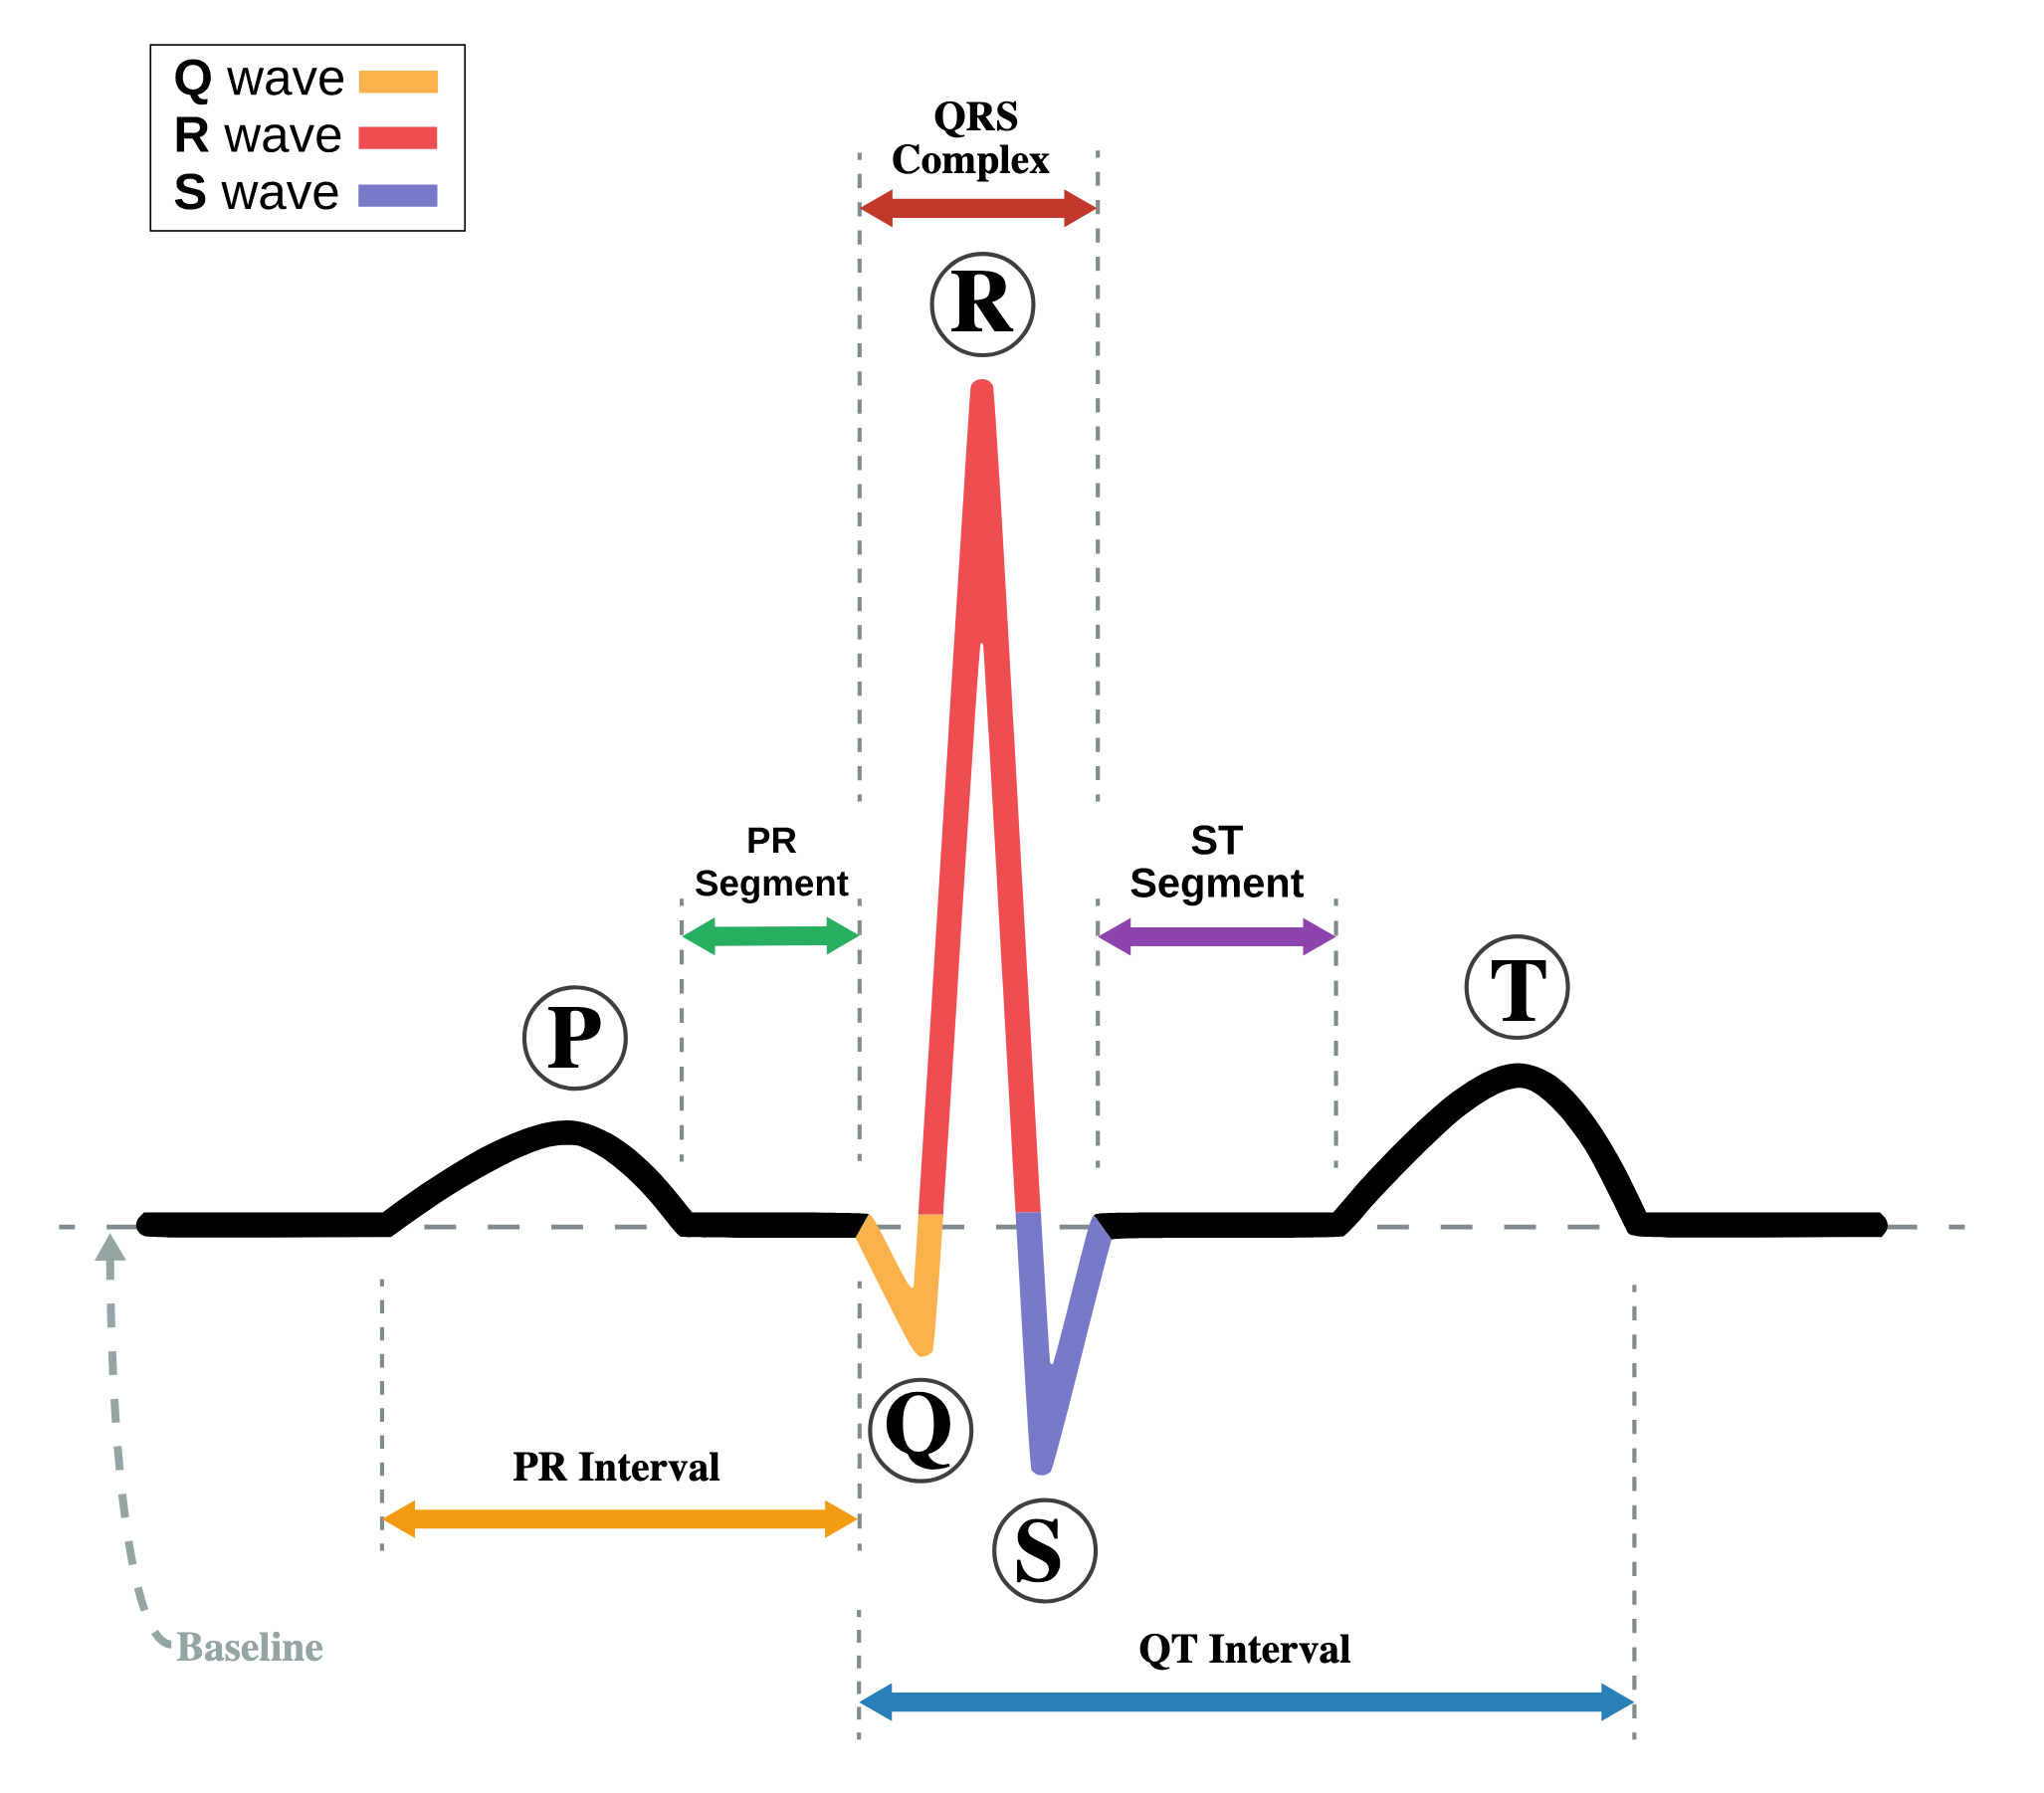 Q wave
R wave
S wave
QRS
Complex
R
PR
Segment
ST
Segment
P
T
Q
PR Interval
S
Baseline
QT Interval